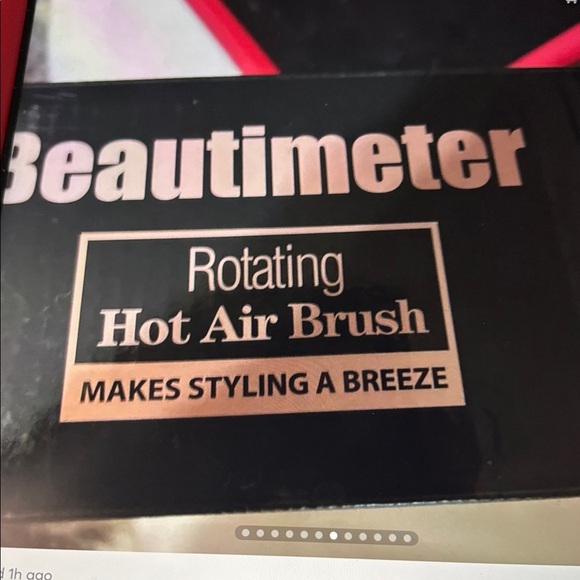 Beautimeter
Rotating
Hot Air Brush
MAKES STYLING A BREEZE
1h ago